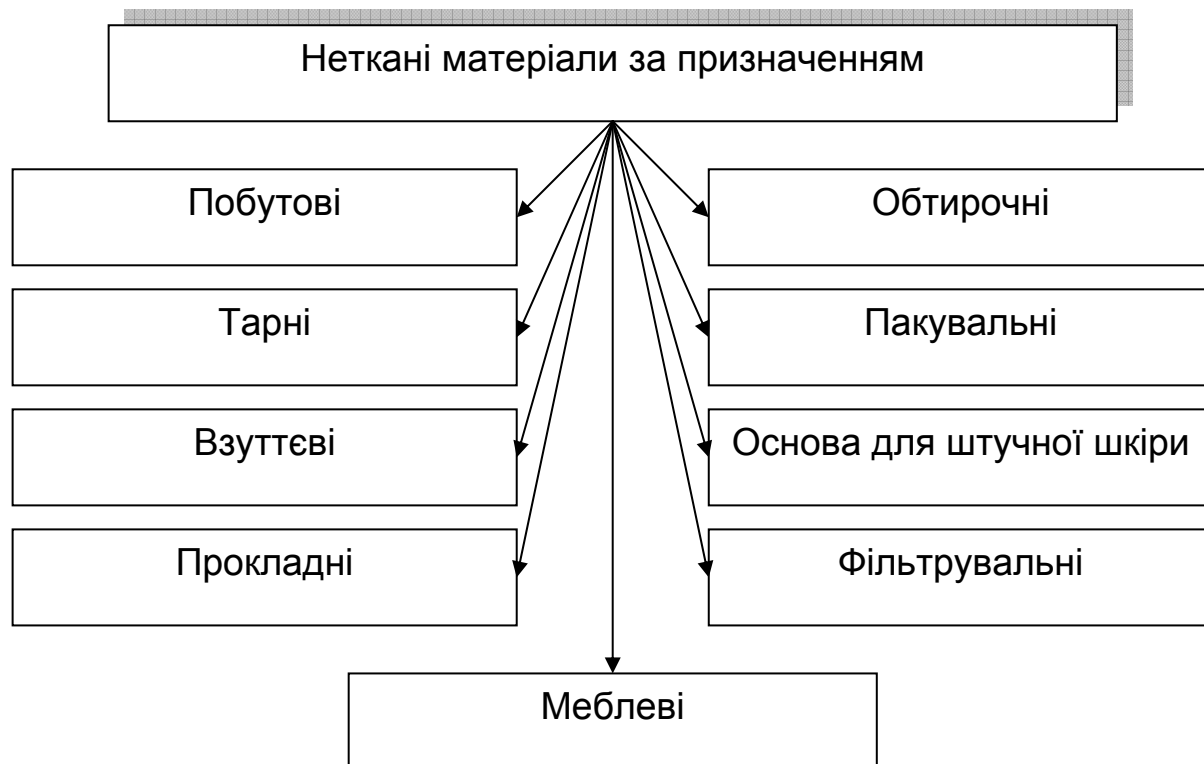 Неткані матеріали за призначенням
Побутові
Обтирочні
Тарні
Пакувальні
Взуттєві
Основа для штучної шкіри
Прокладні
Фільтрувальні
Меблеві